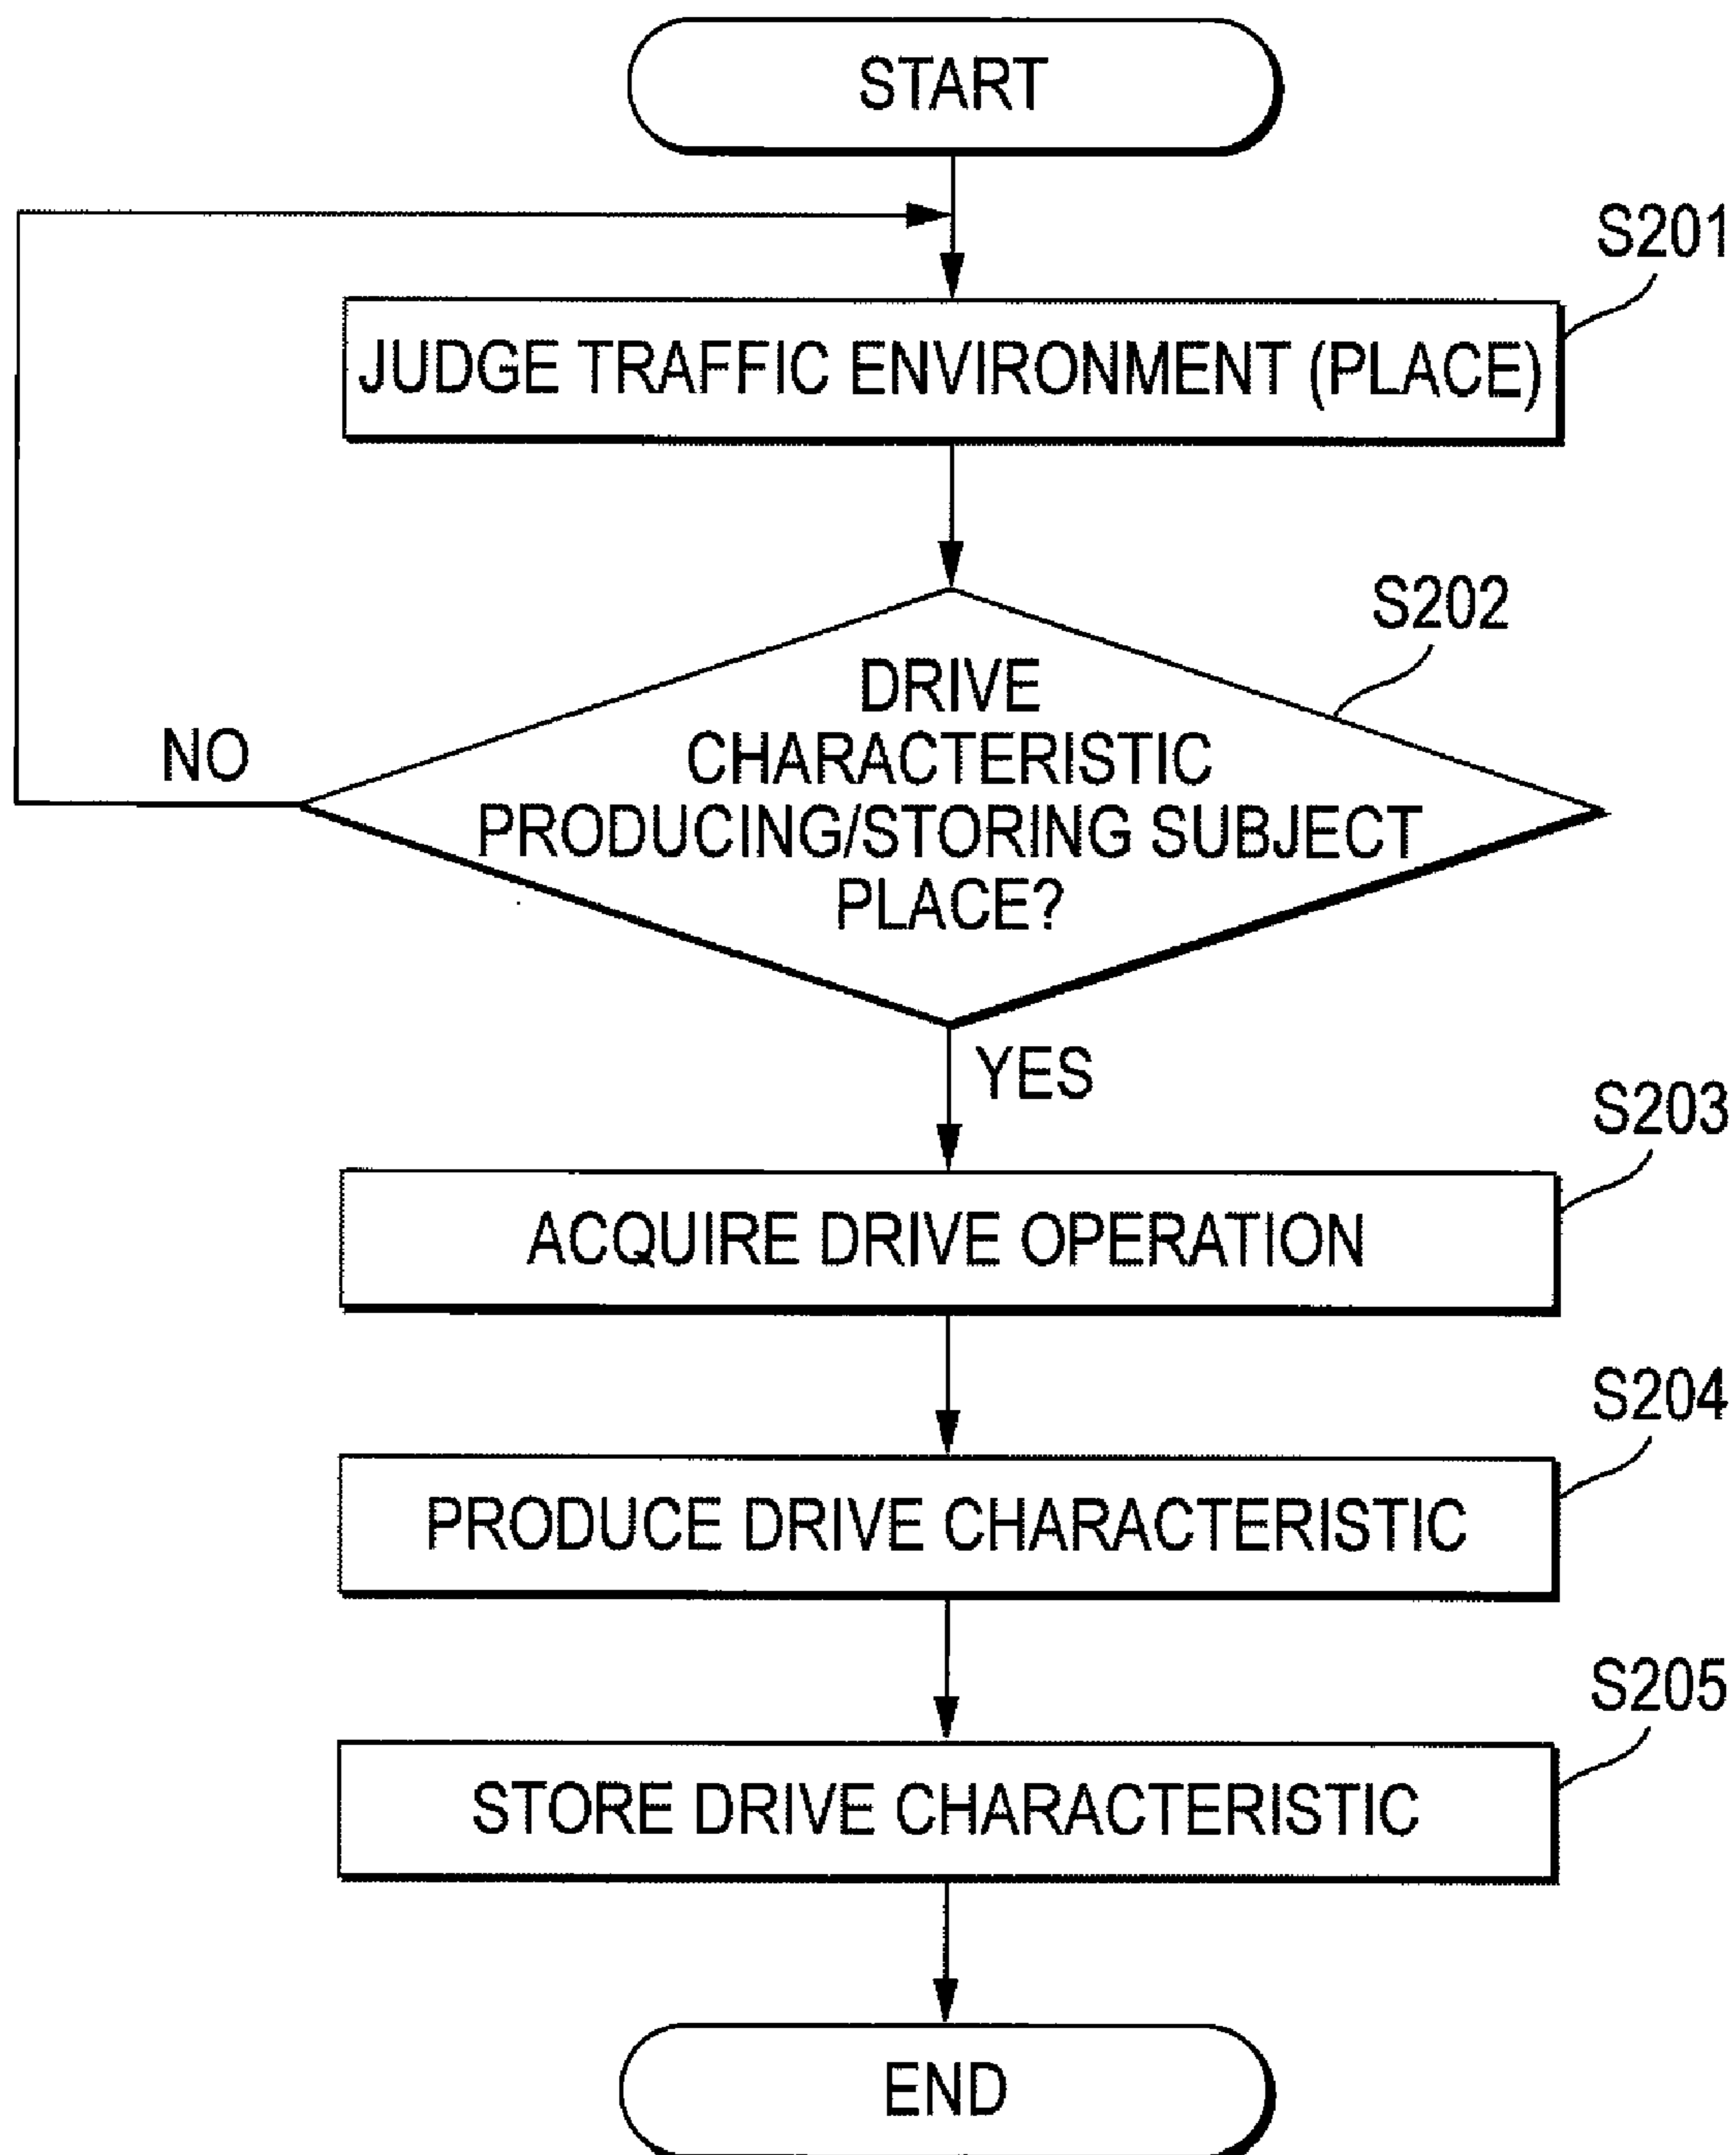 START
S201
JUDGE TRAFFIC ENVIRONMENT (PLACE)
S202
DRIVE
CHARACTERISTIC
PRODUCING/STORING SUBJECT
PLACE?
NO
YES
S203
ACQUIRE DRIVE OPERATION
S204
PRODUCE DRIVE CHARACTERISTIC
S205
STORE DRIVE CHARACTERISTIC
END